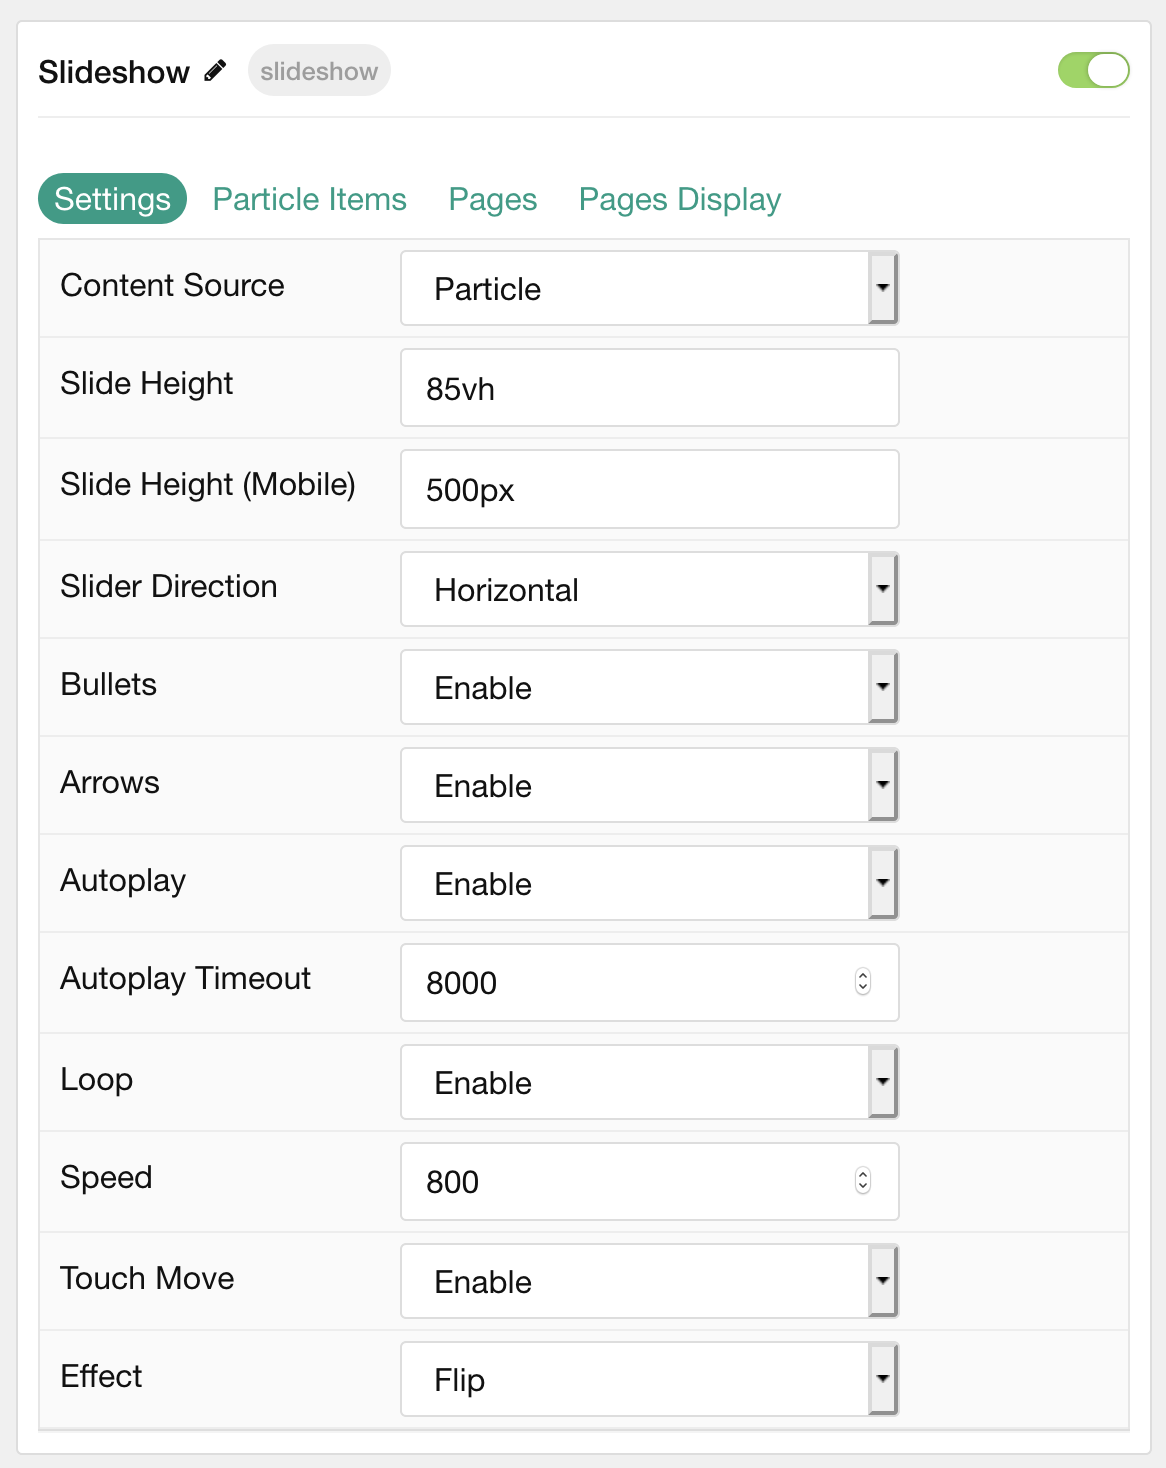 Slideshow slideshow
Settings Particle Items Pages Pages Display
Content Source Particle
Slide Height 85vh
Slide Height (Mobile) 500px
Slider Direction Horizontal
Bullets Enable
Arrows Enable
Autoplay Enable
Autoplay Timeout 8000
Loop Enable
Speed 800
Touch Move Enable
Effect Flip